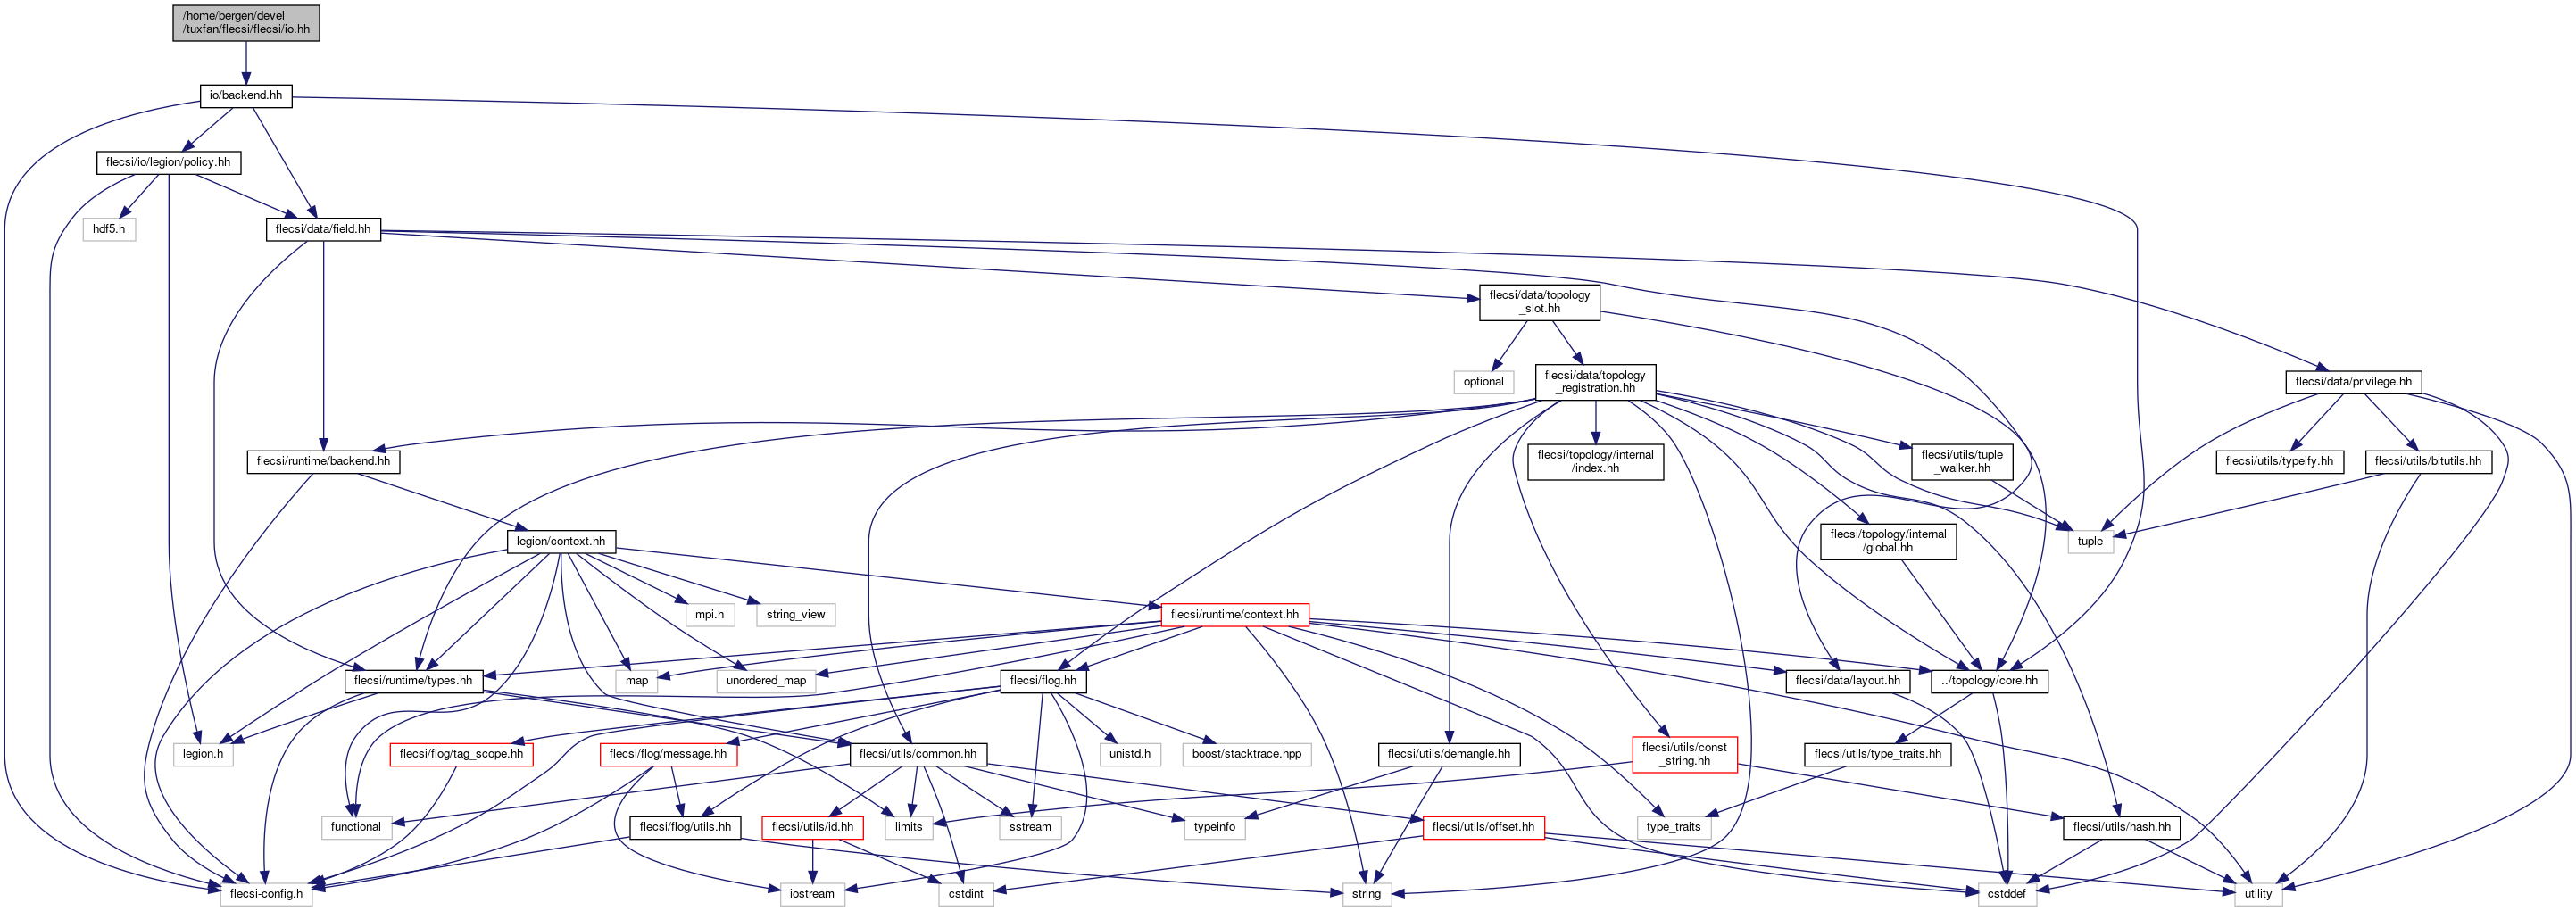 /home/bergen/devel
/tuxfan/flecsi/flecsi/io.hh
io/backend.hh
flecsi/io/legion/policy.hh
hdf5.h
flecsi/data/field.hh
flecsi/data/topology
_slot.hh
optional
flecsi/data/topology
_registration.hh
flecsi/data/privilege.hh
flecsi/runtime/backend.hh
flecsi/topology/internal
/index.hh
flecsi/utils/tuple
_walker.hh
flecsi/utils/typeify.hh
flecsi/utils/bitutils.hh
legion/context.hh
flecsi/topology/internal
/global.hh
tuple
mpi.h
string_view
flecsi/runtime/context.hh
flecsi/runtime/types.hh
map
unordered_map
flecsi/flog.hh
flecsi/data/layout.hh
../topology/core.hh
legion.h
flecsi/flog/tag_scope.hh
flecsi/flog/message.hh
flecsi/utils/common.hh
unistd.h
boost/stacktrace.hpp
flecsi/utils/demangle.hh
flecsi/utils/const
_string.hh
flecsi/utils/type_traits.hh
functional
flecsi/flog/utils.hh
flecsi/utils/id.hh
limits
sstream
typeinfo
flecsi/utils/offset.hh
type_traits
flecsi/utils/hash.hh
flecsi-config.h
iostream
cstdint
string
cstddef
utility